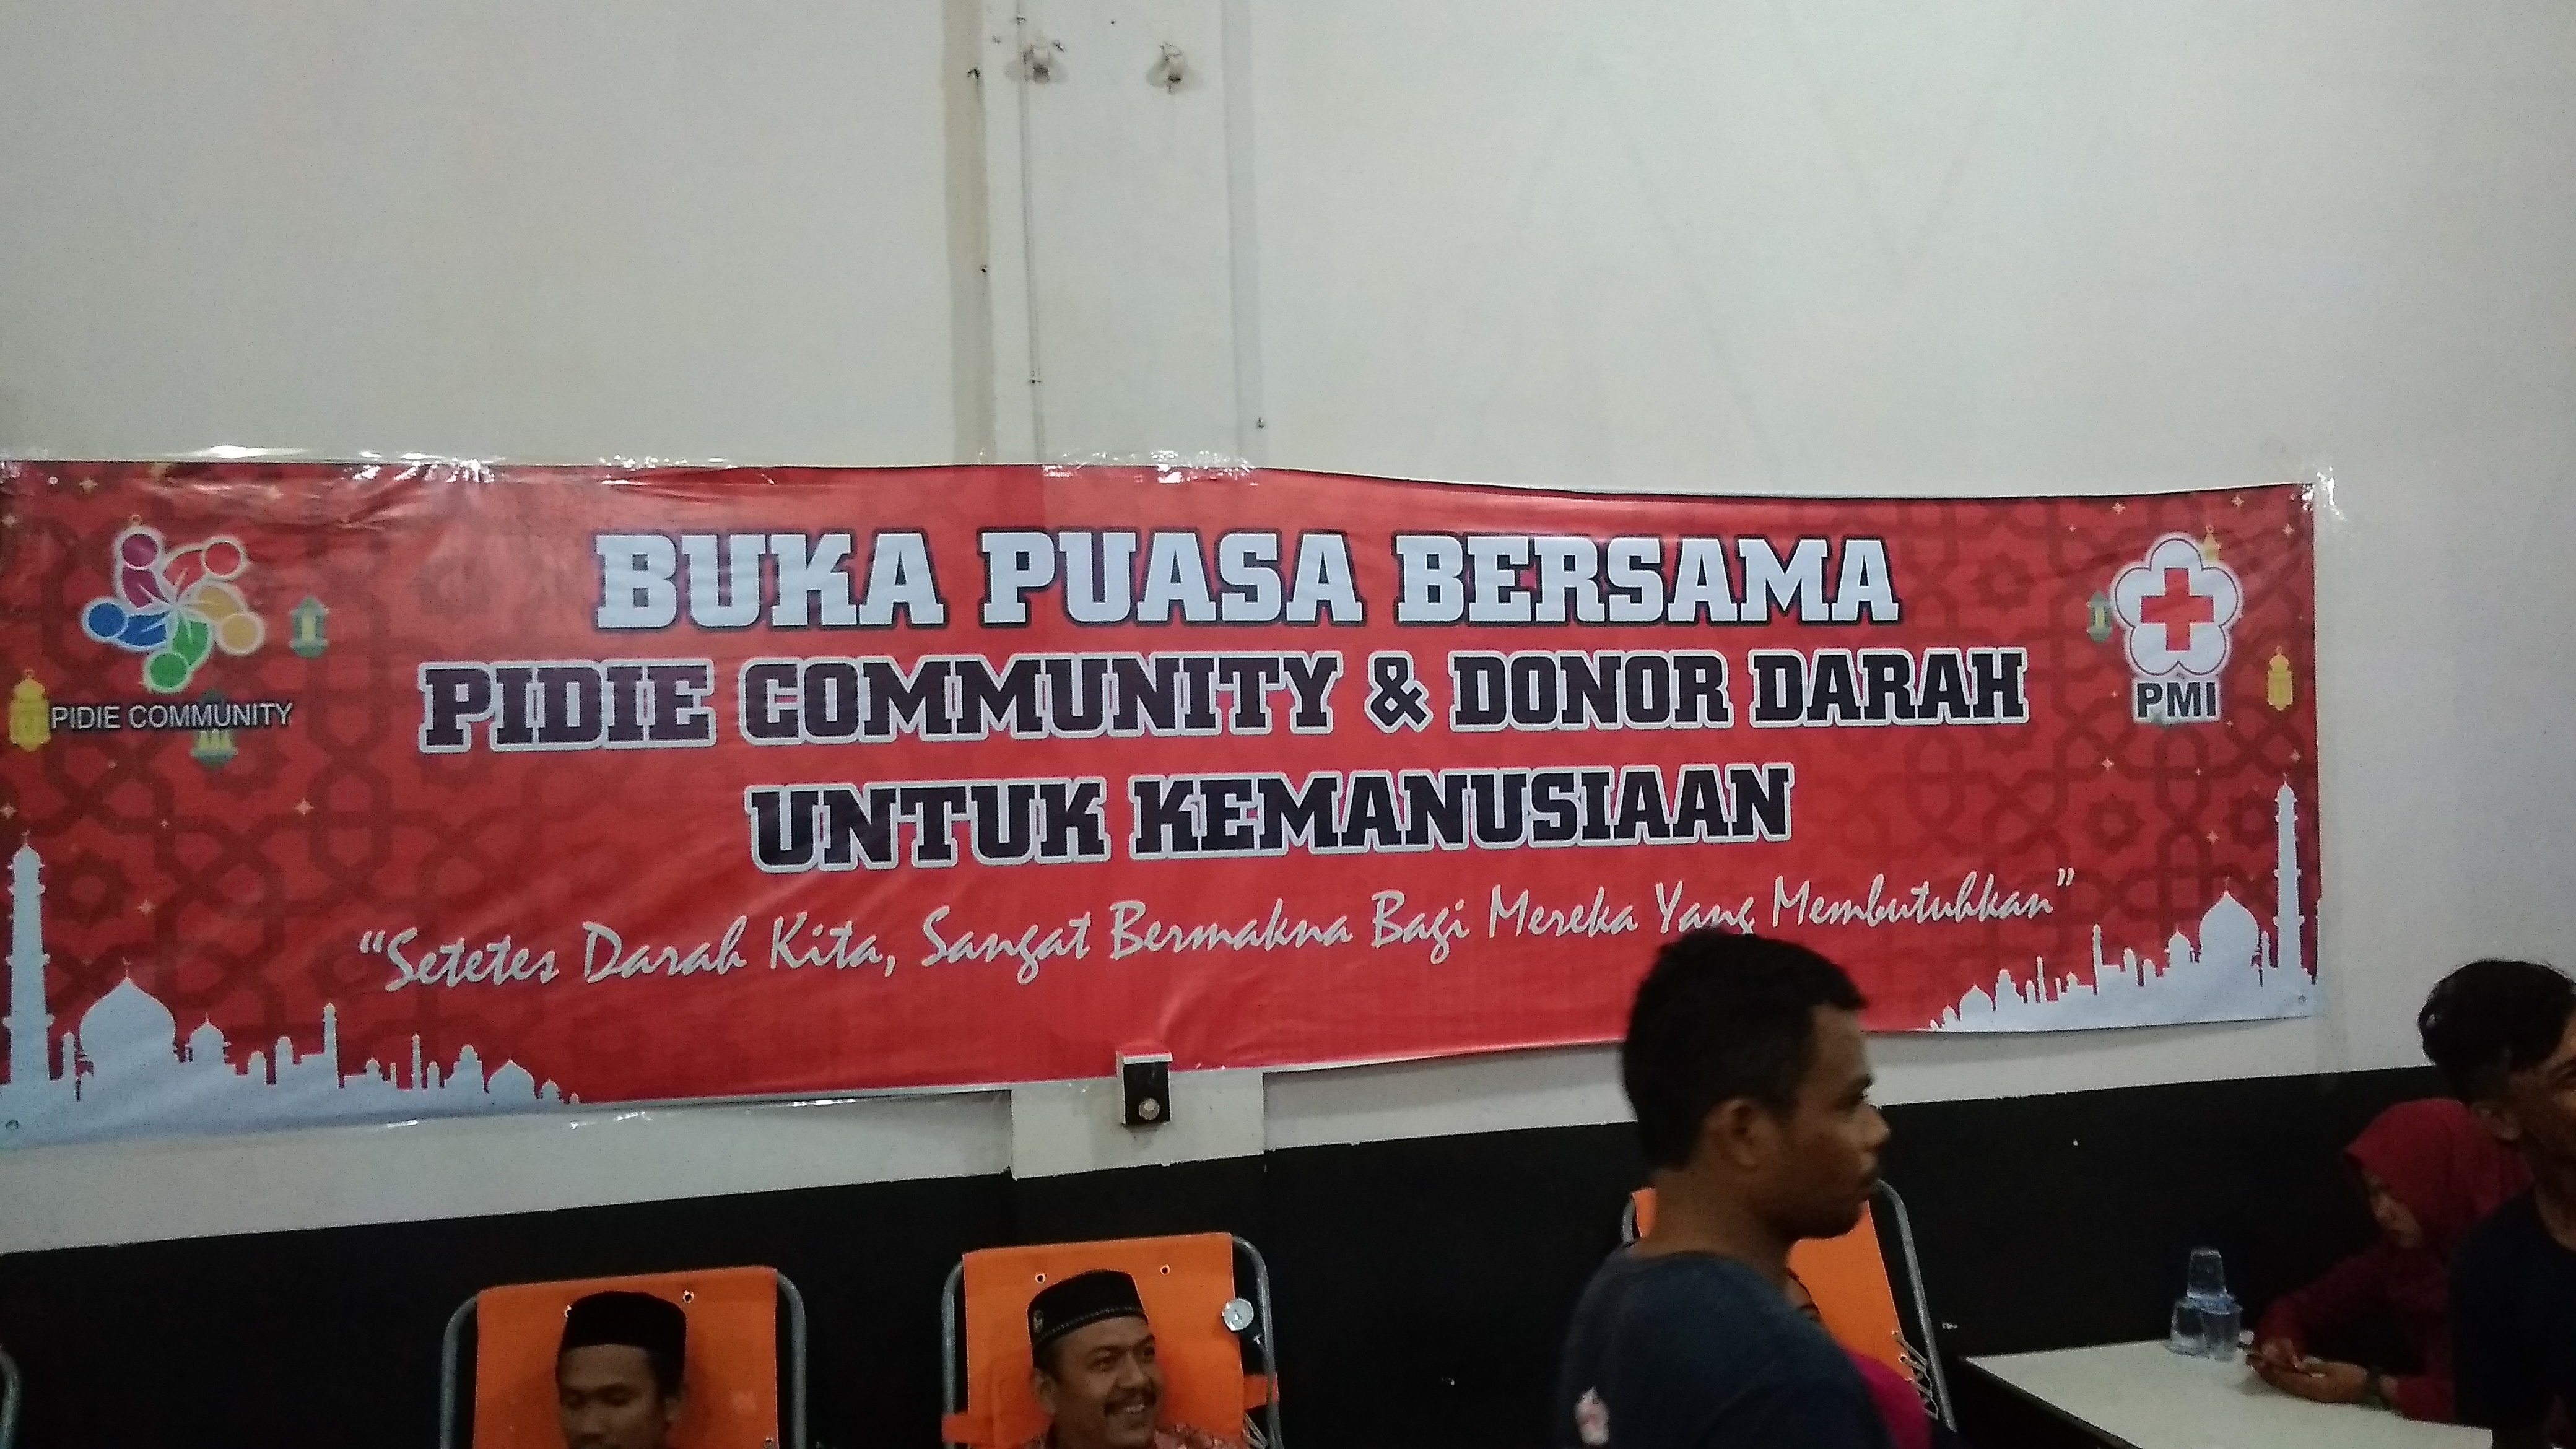 BUKA PUASA BERSAMA
PIDIE COMMUNITY & DONOR DARAH
UNTUK KEMANUSIAAN
“Setetes Darah Kita, Sangat Bermakna Bagi Mereka Yang Membutuhkan”
PIDIE COMMUNITY
PMI